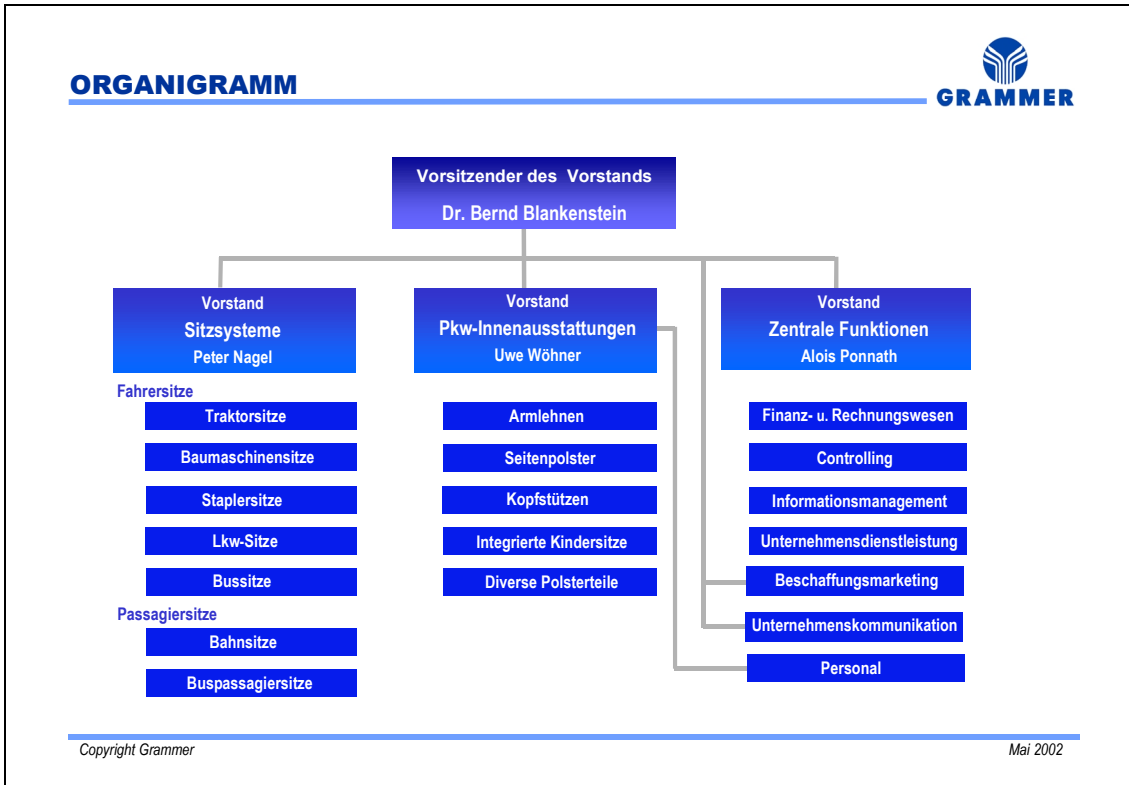 ORGANIGRAMM
GRAMMER
Vorsitzender des Vorstands
Dr. Bernd Blankenstein
Vorstand
Sitzsysteme
Peter Nagel
Vorstand
Pkw-Innenausstattungen
Uwe Wöhner
Vorstand
Zentrale Funktionen
Alois Ponnath
Fahrersitze
Traktorsitze
Baumaschinensitze
Staplersitze
Lkw-Sitze
Bussitze
Passagiersitze
Bahnsitze
Buspassagiersitze
Armlehnen
Seitenpolster
Kopfstützen
Integrierte Kindersitze
Diverse Polsterteile
Finanz- u. Rechnungswesen
Controlling
Informationsmanagement
Unternehmensdienstleistung
Beschaffungsmarketing
Unternehmenskommunikation
Personal
Copyright Grammer
Mai 2002